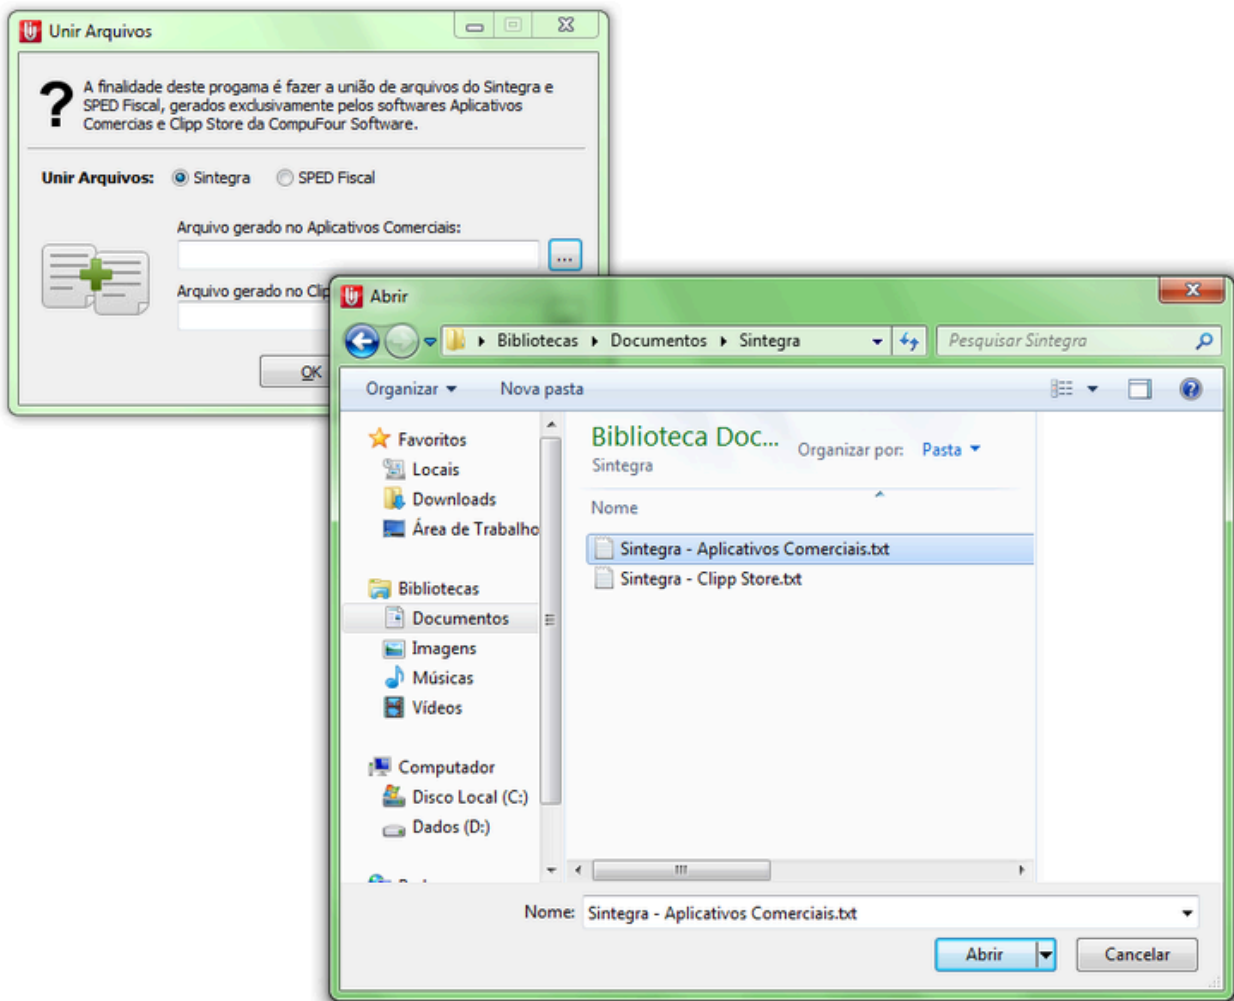 Unir Arquivos
A finalidade deste progama é fazer a união de arquivos do Sintegra e
SPED Fiscal, gerados exclusivamente pelos softwares Aplicativos
Comercias e Clipp Store da CompuFour Software.
Unir Arquivos: Sintegra SPED Fiscal
Arquivo gerado no Aplicativos Comerciais:
...
Arquivo gerado no Clip
OK
Abrir
Bibliotecas Documentos Sintegra
Pesquisar Sintegra
Organizar Nova pasta
Favoritos
Locais
Downloads
Área de Trabalho
Bibliotecas
Documentos
Imagens
Músicas
Vídeos
Computador
Disco Local (C:)
Dados (D:)
Biblioteca Doc...
Sintegra
Organizar por: Pasta
Nome
Sintegra - Aplicativos Comerciais.txt
Sintegra - Clipp Store.txt
Nome: Sintegra - Aplicativos Comerciais.txt
Abrir Cancelar